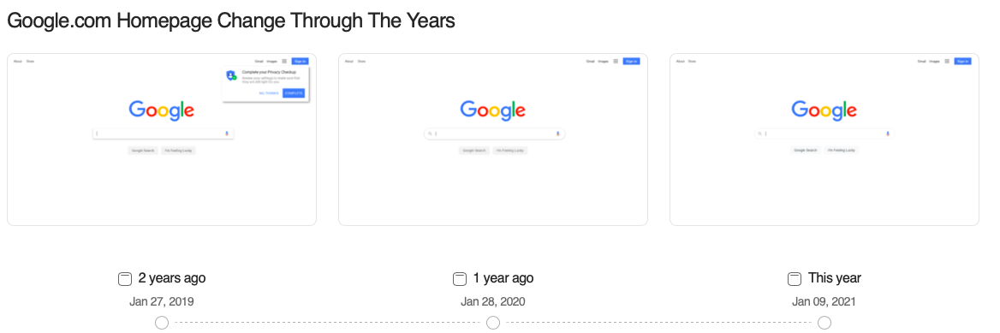 Google.com Homepage Change Through The Years
About Store
Gmail Images
Sign in
Complete your Privacy Checkup
NO, THANKS COMPLETE
Google
Google Search I'm Feeling Lucky
About Store
Gmail Images
Sign in
Google
Google Search I'm Feeling Lucky
About Store
Gmail Images
Sign in
Google
Google Search I'm Feeling Lucky
2 years ago
Jan 27, 2019
1 year ago
Jan 28, 2020
This year
Jan 09, 2021